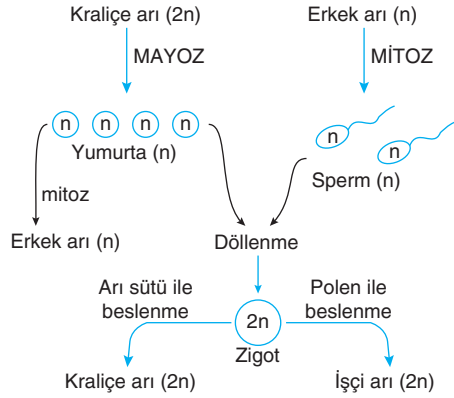 Kraliçe arı (2n)
Erkek arı (n)
MAYOZ
MİTOZ
n n n n
n
n
Yumurta (n)
Sperm (n)
mitoz
Erkek arı (n)
Döllenme
Arı sütü ile
beslenme
Polen ile
beslenme
2n
Zigot
Kraliçe arı (2n)
İşçi arı (2n)